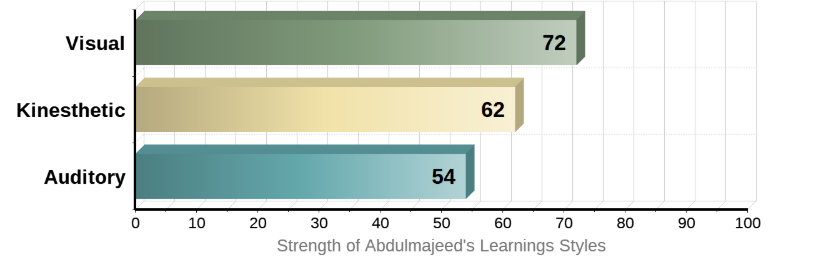 Visual 72
Kinesthetic 62
Auditory 54
0 10 20 30 40 50 60 70 80 90 100
Strength of Abdulmajeed's Learnings Styles